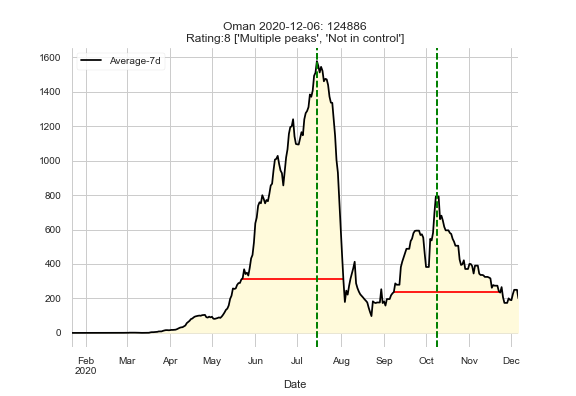 Oman 2020-12-06: 124886
Rating:8 ['Multiple peaks', 'Not in control']
Average-7d
1600
1400
1200
1000
800
600
400
200
0
Feb Mar Apr May Jun Jul Aug Sep Oct Nov Dec
2020
Date